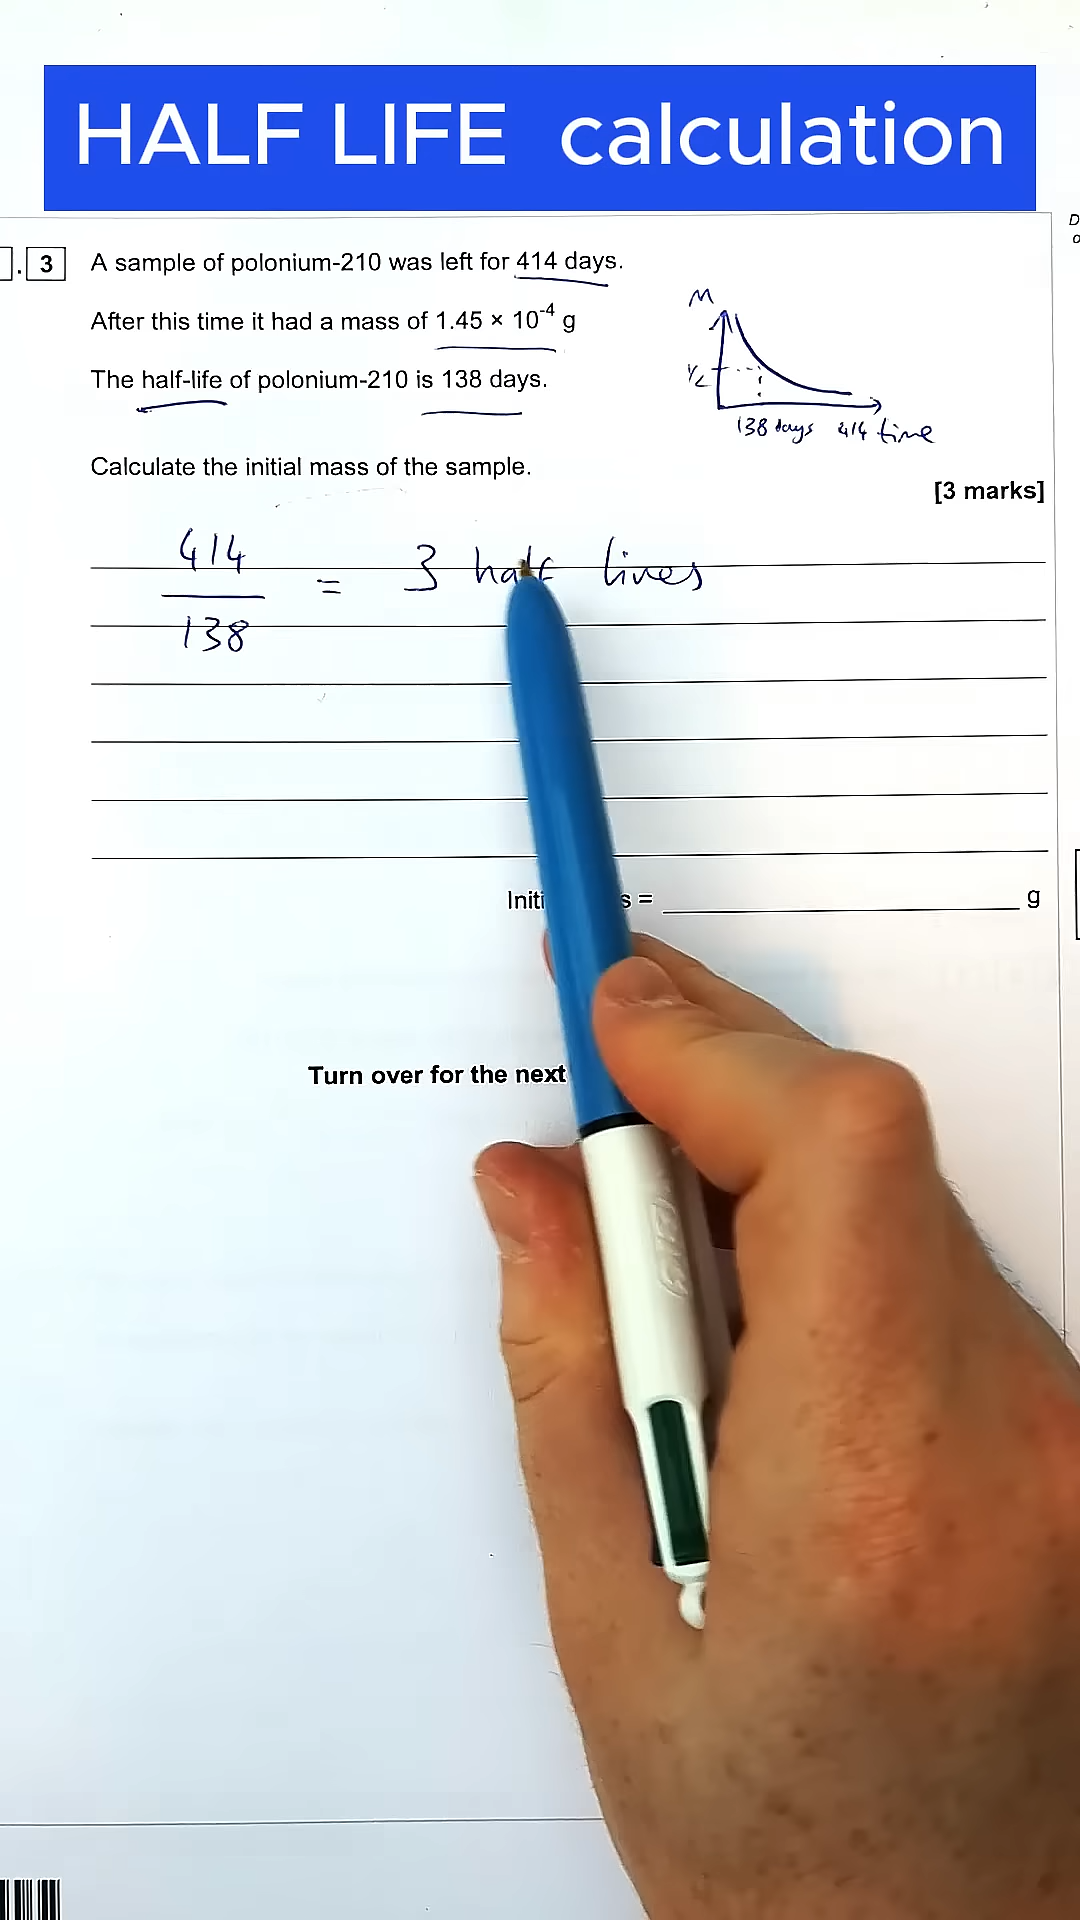 HALF LIFE calculation
. 3 A sample of polonium-210 was left for 414 days.
After this time it had a mass of 1.45 × 10⁻⁴ g
The half-life of polonium-210 is 138 days.
M
1/2
138 days 414 time
Calculate the initial mass of the sample.
[3 marks]
414
= 3 half lives
138
=
g
Turn over for the next
BIC